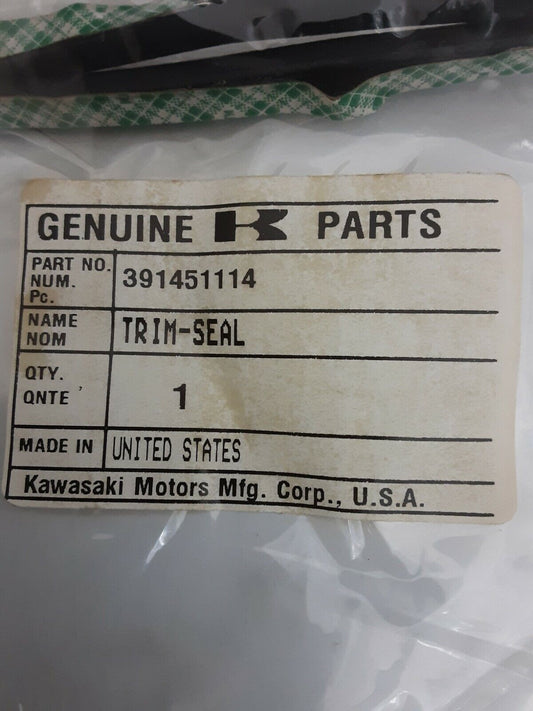 GENUINE K PARTS
PART NO.
NUM.
Pc.
391451114
NAME
NOM
TRIM-SEAL
QTY.
QNTE '
1
MADE IN
UNITED STATES
Kawasaki Motors Mfg. Corp., U.S.A.